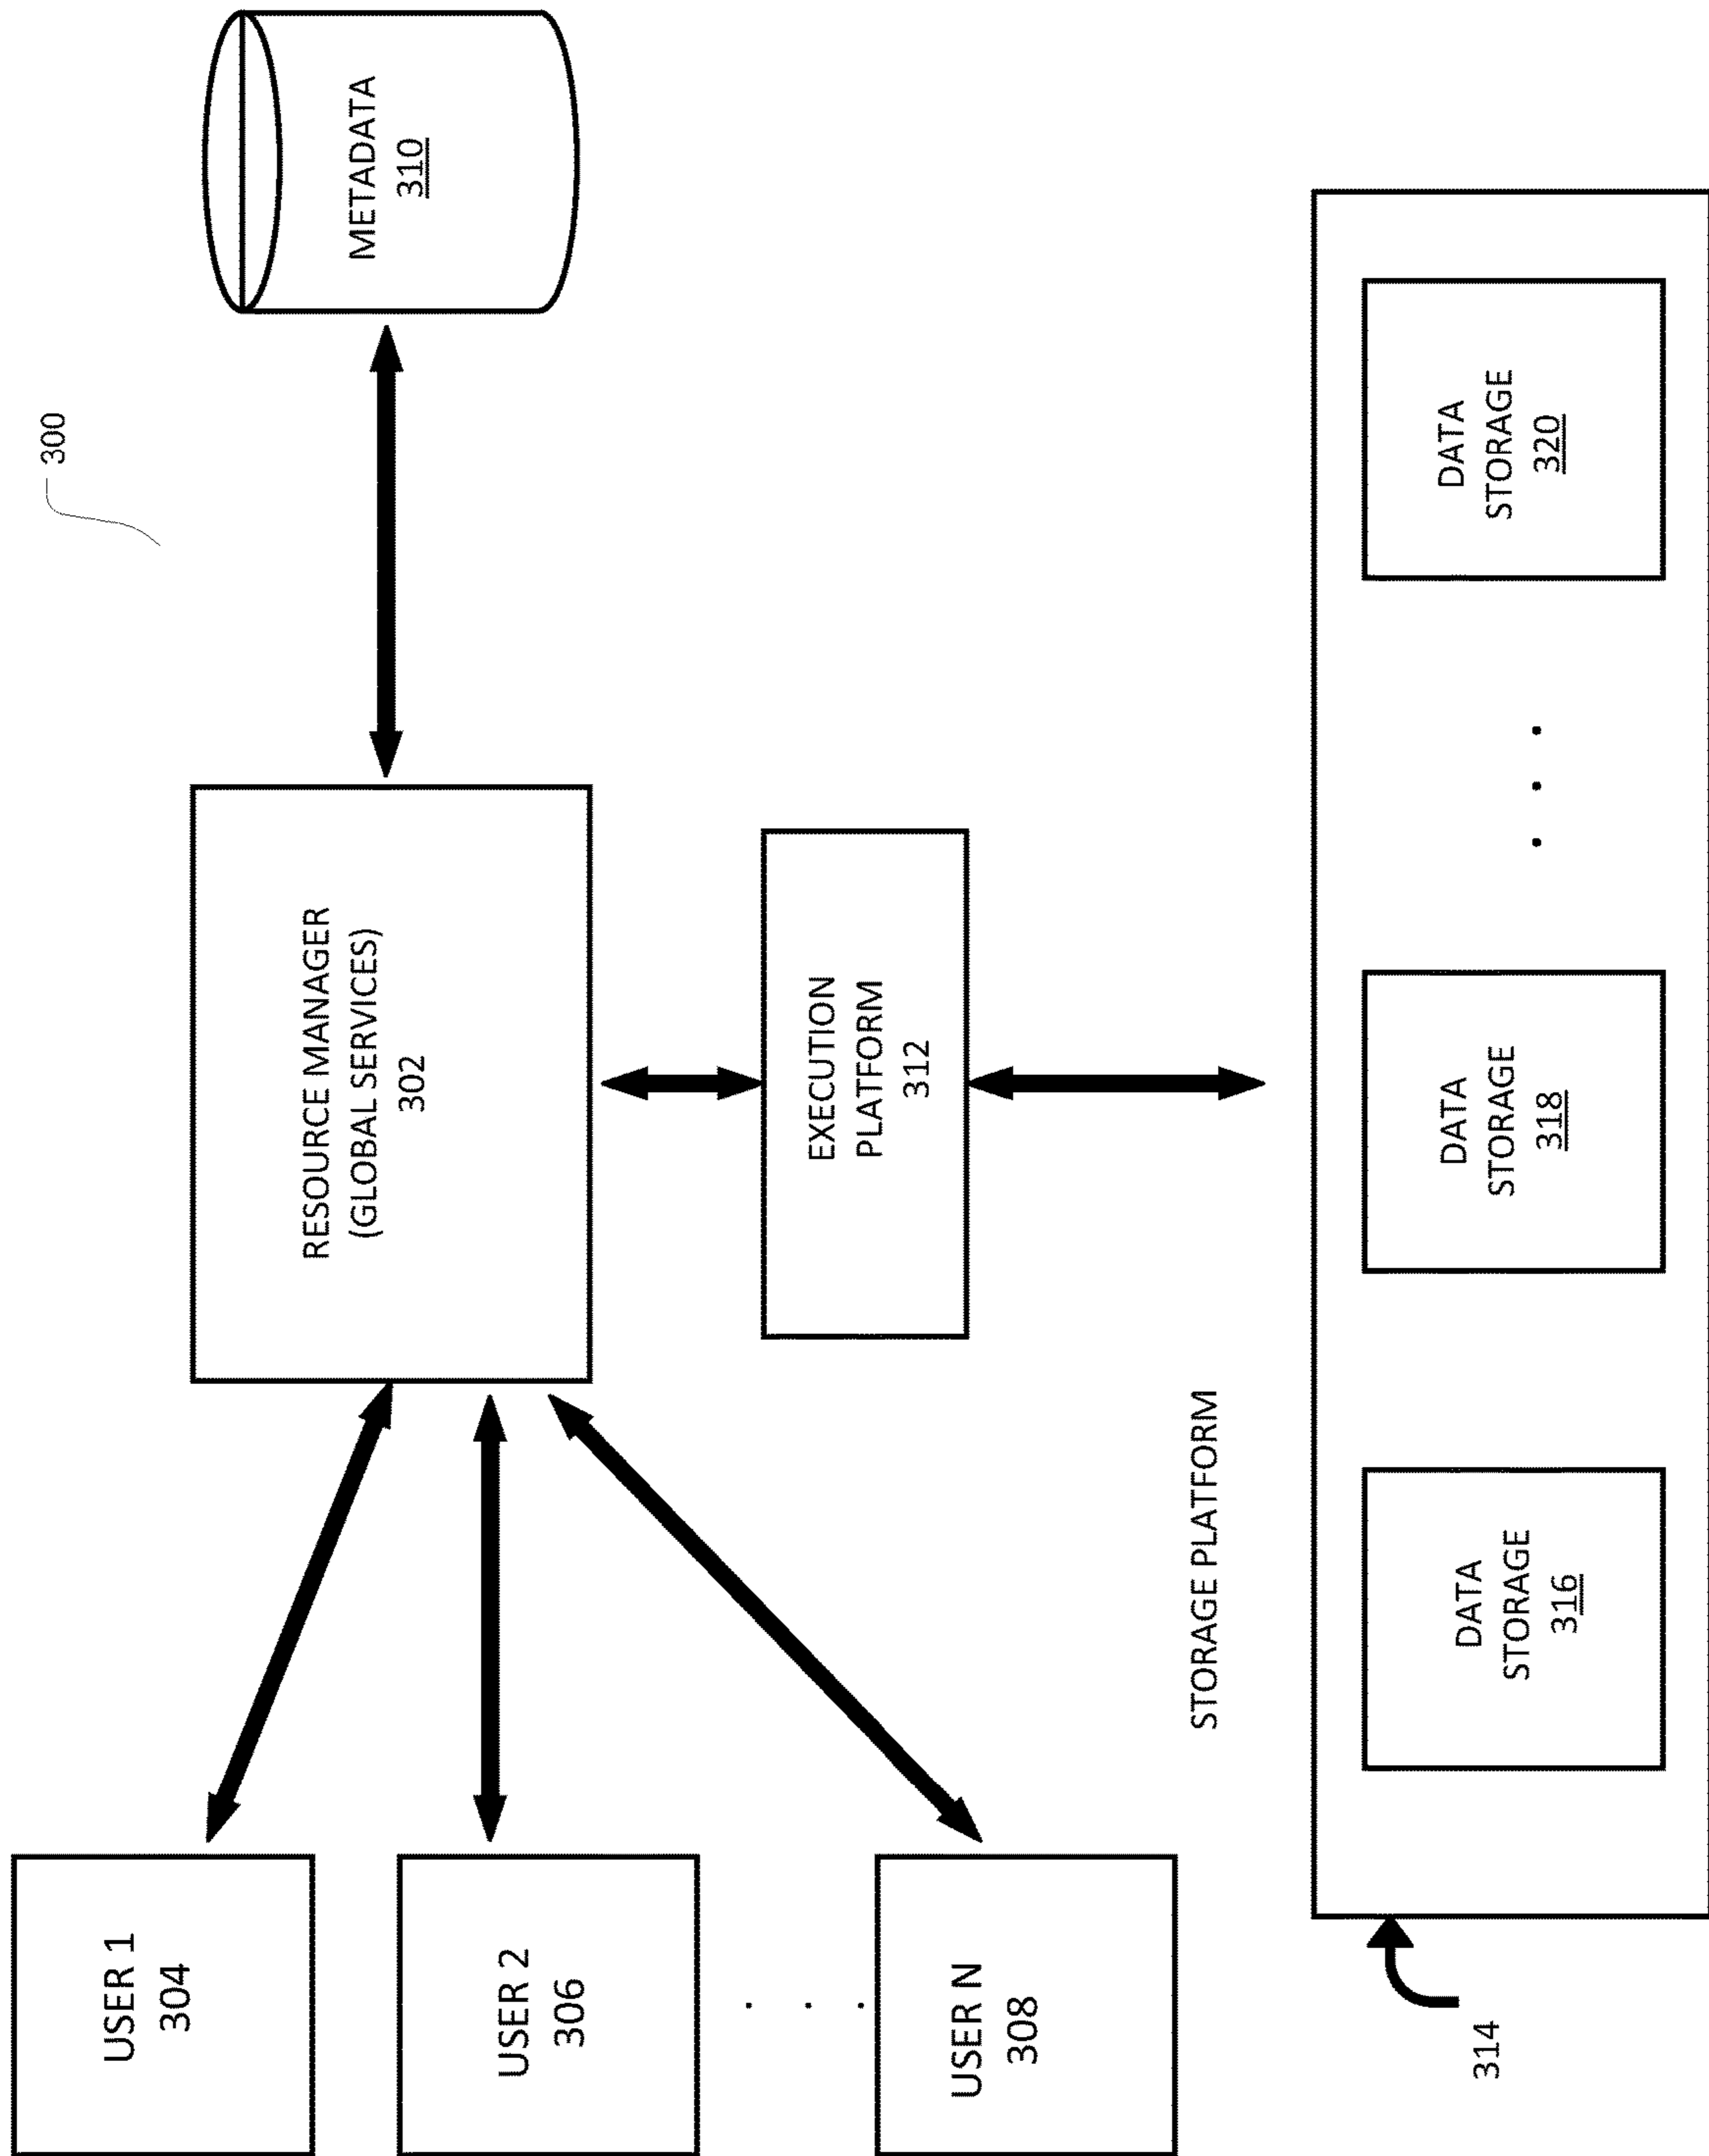 300
USER 1
304
RESOURCE MANAGER
(GLOBAL SERVICES)
302
METADATA
310
USER 2
306
. . .
USER N
308
EXECUTION
PLATFORM
312
STORAGE PLATFORM
314
DATA
STORAGE
316
DATA
STORAGE
318
. . .
DATA
STORAGE
320